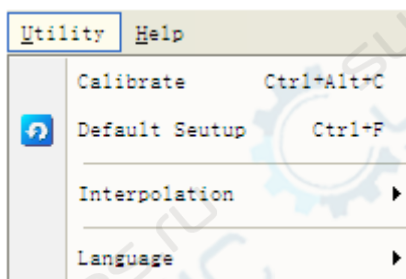 Utility Help
Calibrate Ctrl+Alt+C
Default Seutup Ctrl+F
Interpolation
Language